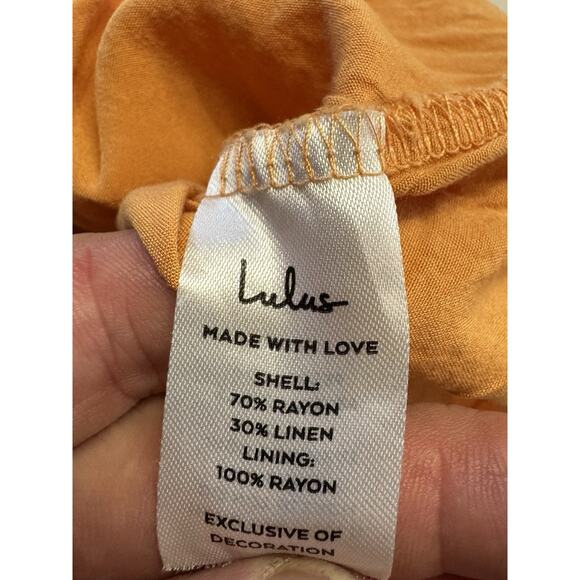 Lulus
MADE WITH LOVE
SHELL:
70% RAYON
30% LINEN
LINING:
100% RAYON
EXCLUSIVE OF
DECORATION